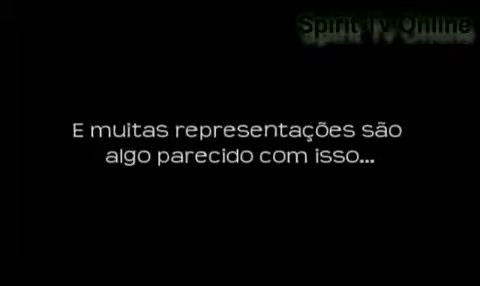 Spirit Tv Online
E muitas representações são
algo parecido com isso...